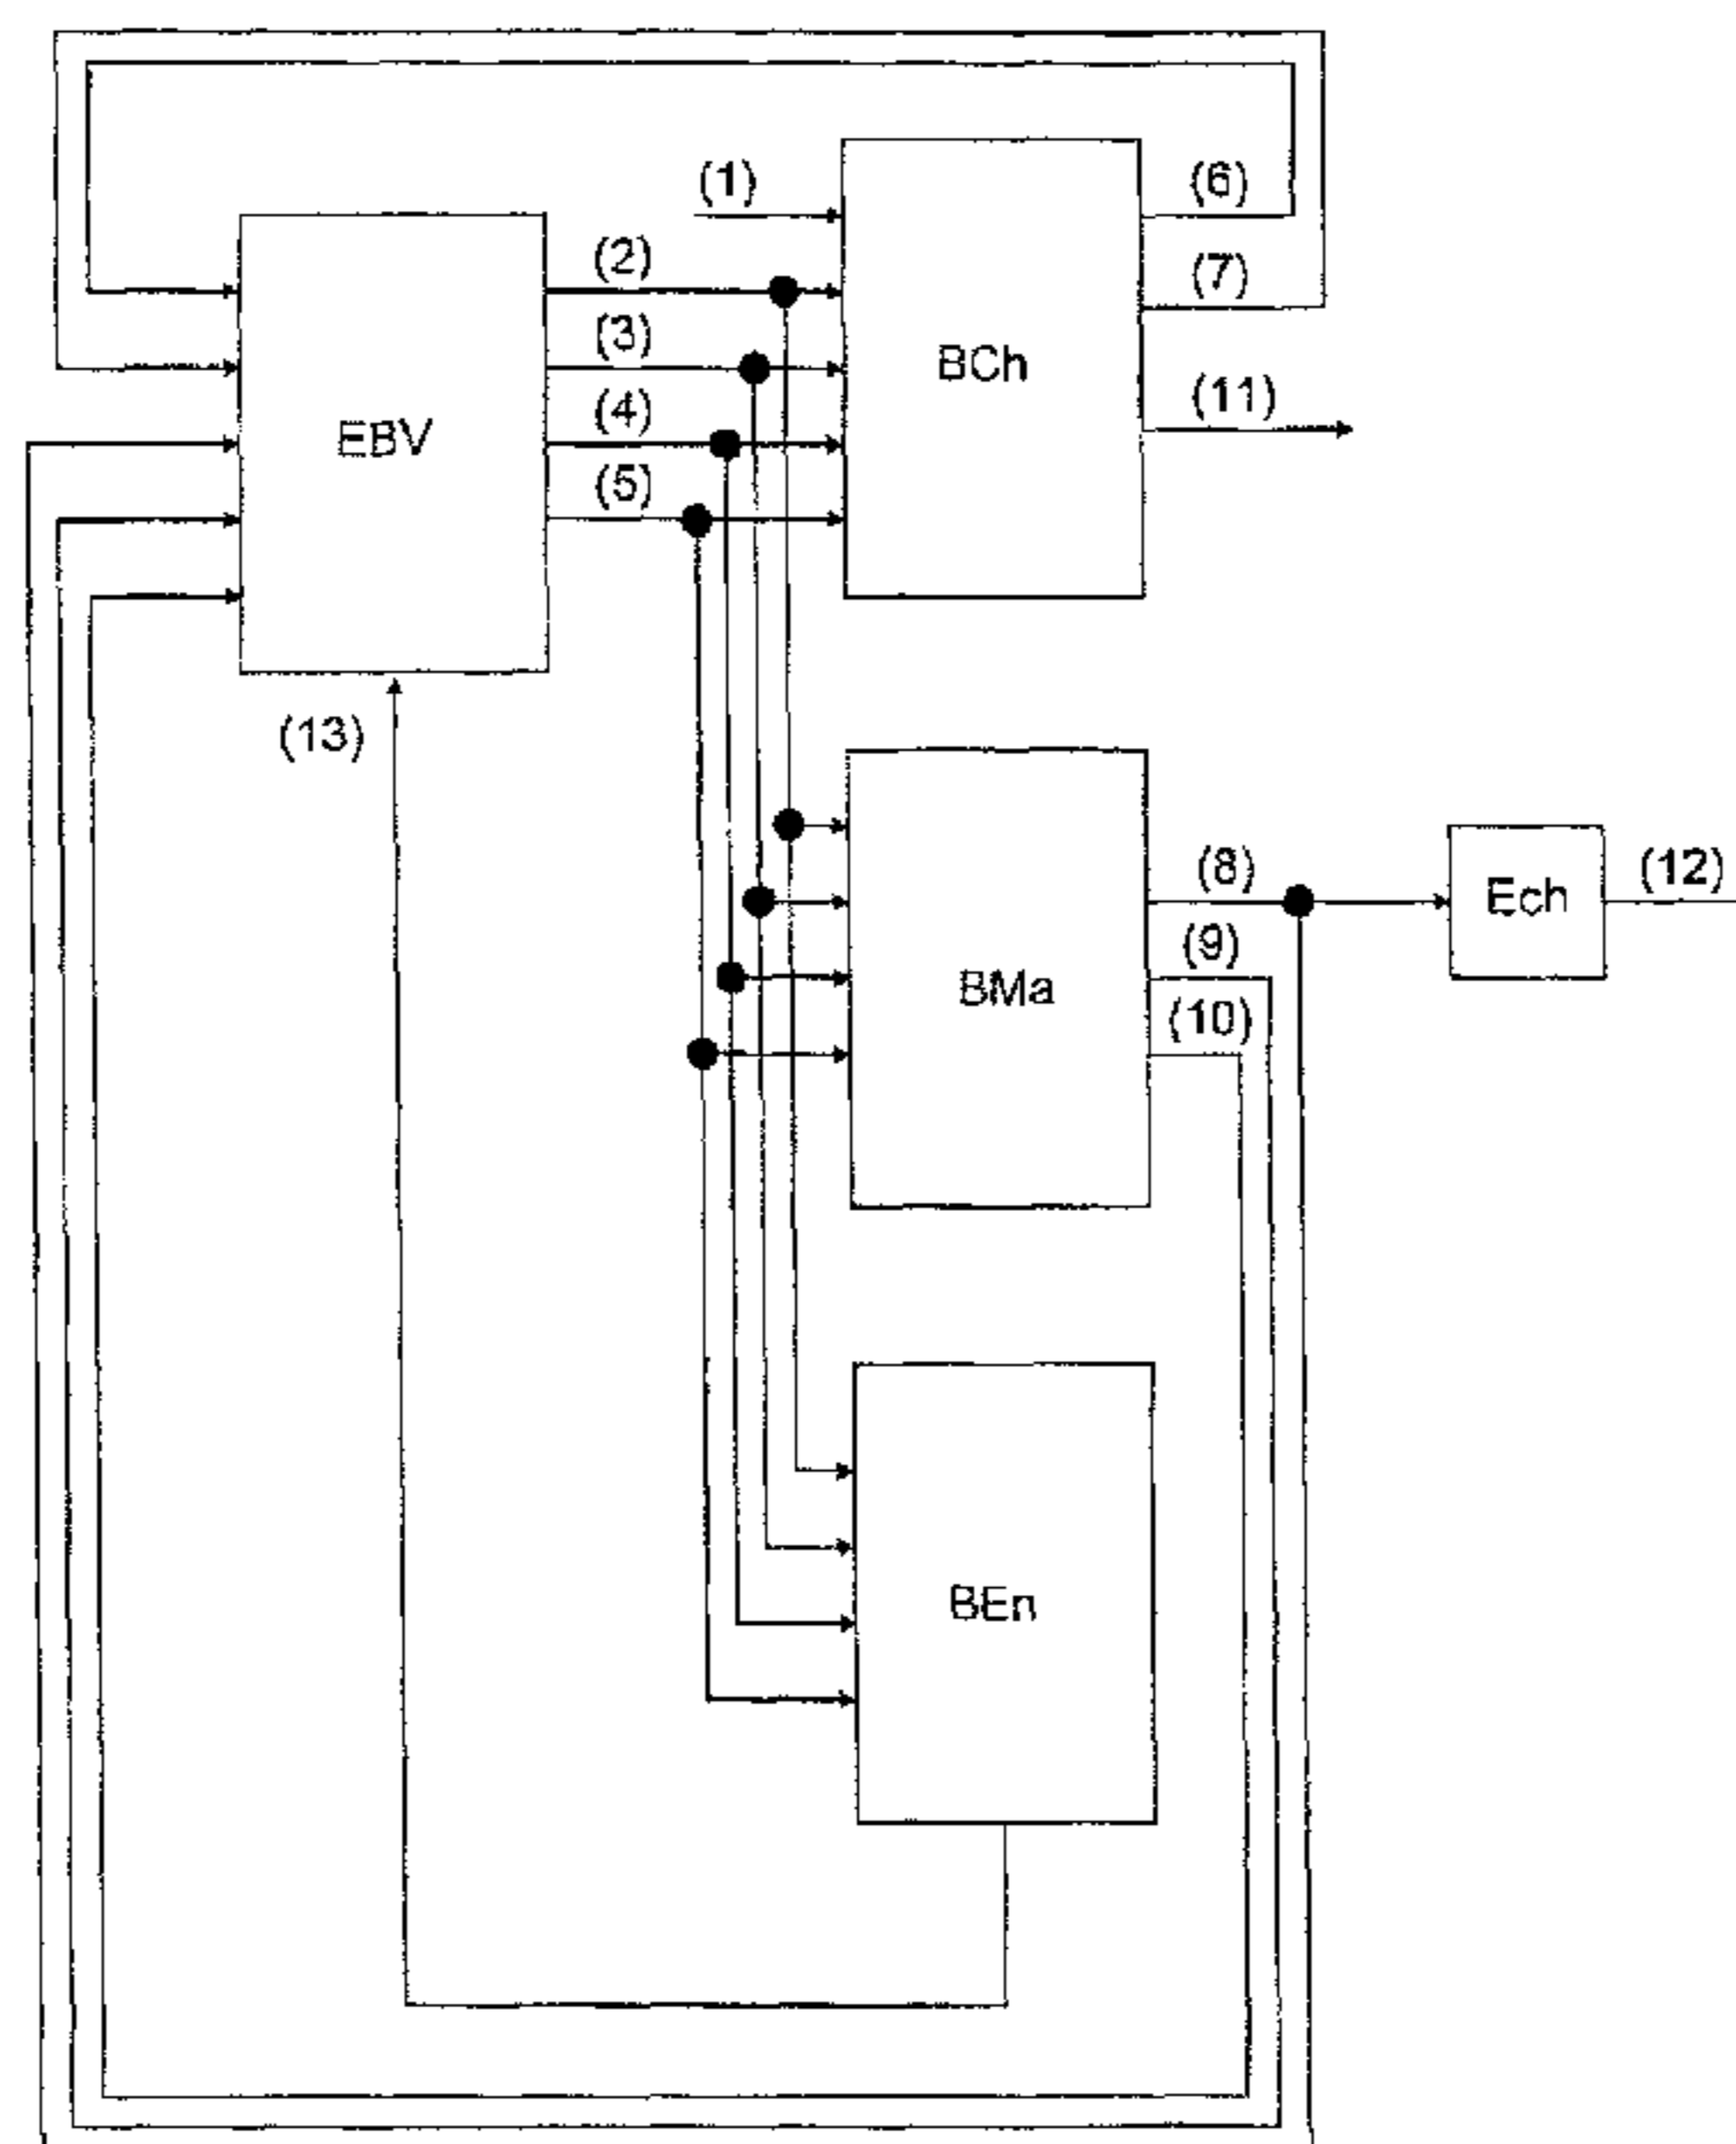 (1)
(6)
(2)
(7)
(3)
BCh
(4)
(11)
EBV
(5)
(13)
(8)
Ech
(12)
(9)
BMa
(10)
BEn